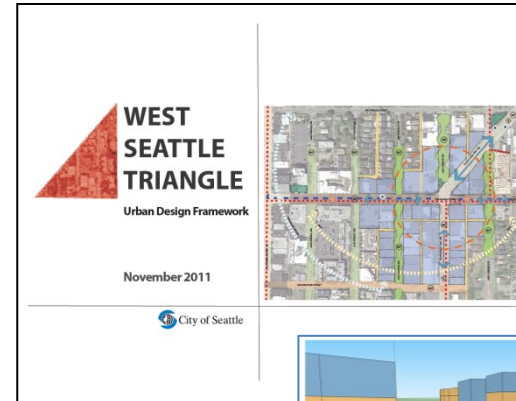 WEST
SEATTLE
TRIANGLE
Urban Design Framework
November 2011
City of Seattle